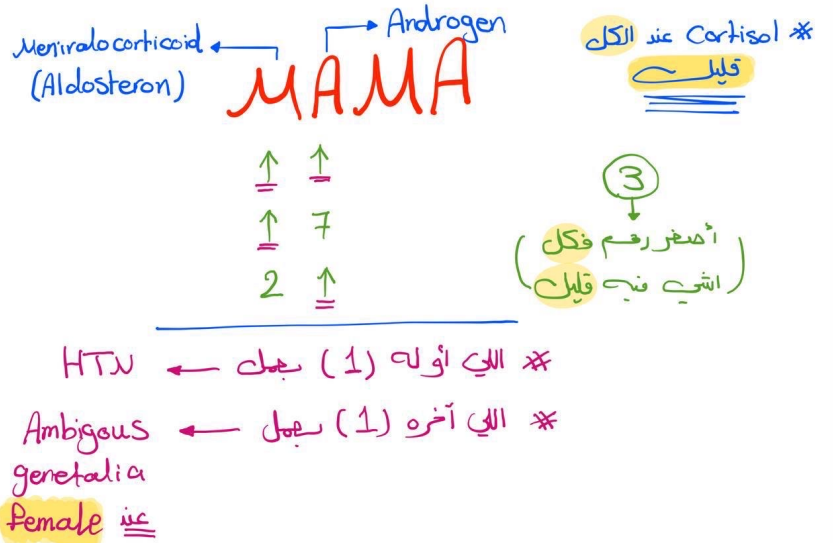 Meniralocorticoid
(Aldosteron)
Androgen
MAMA
* Cortisol عند الكل
قليل
↑ ↑
↑ 7
2 ↑
3
(أصغر رقم فكل
اشي فيه قليل)
* اللي أوله (1) بعمل ← HTN
* اللي آخره (1) بعمل ← Ambigous
genetalia
عند female